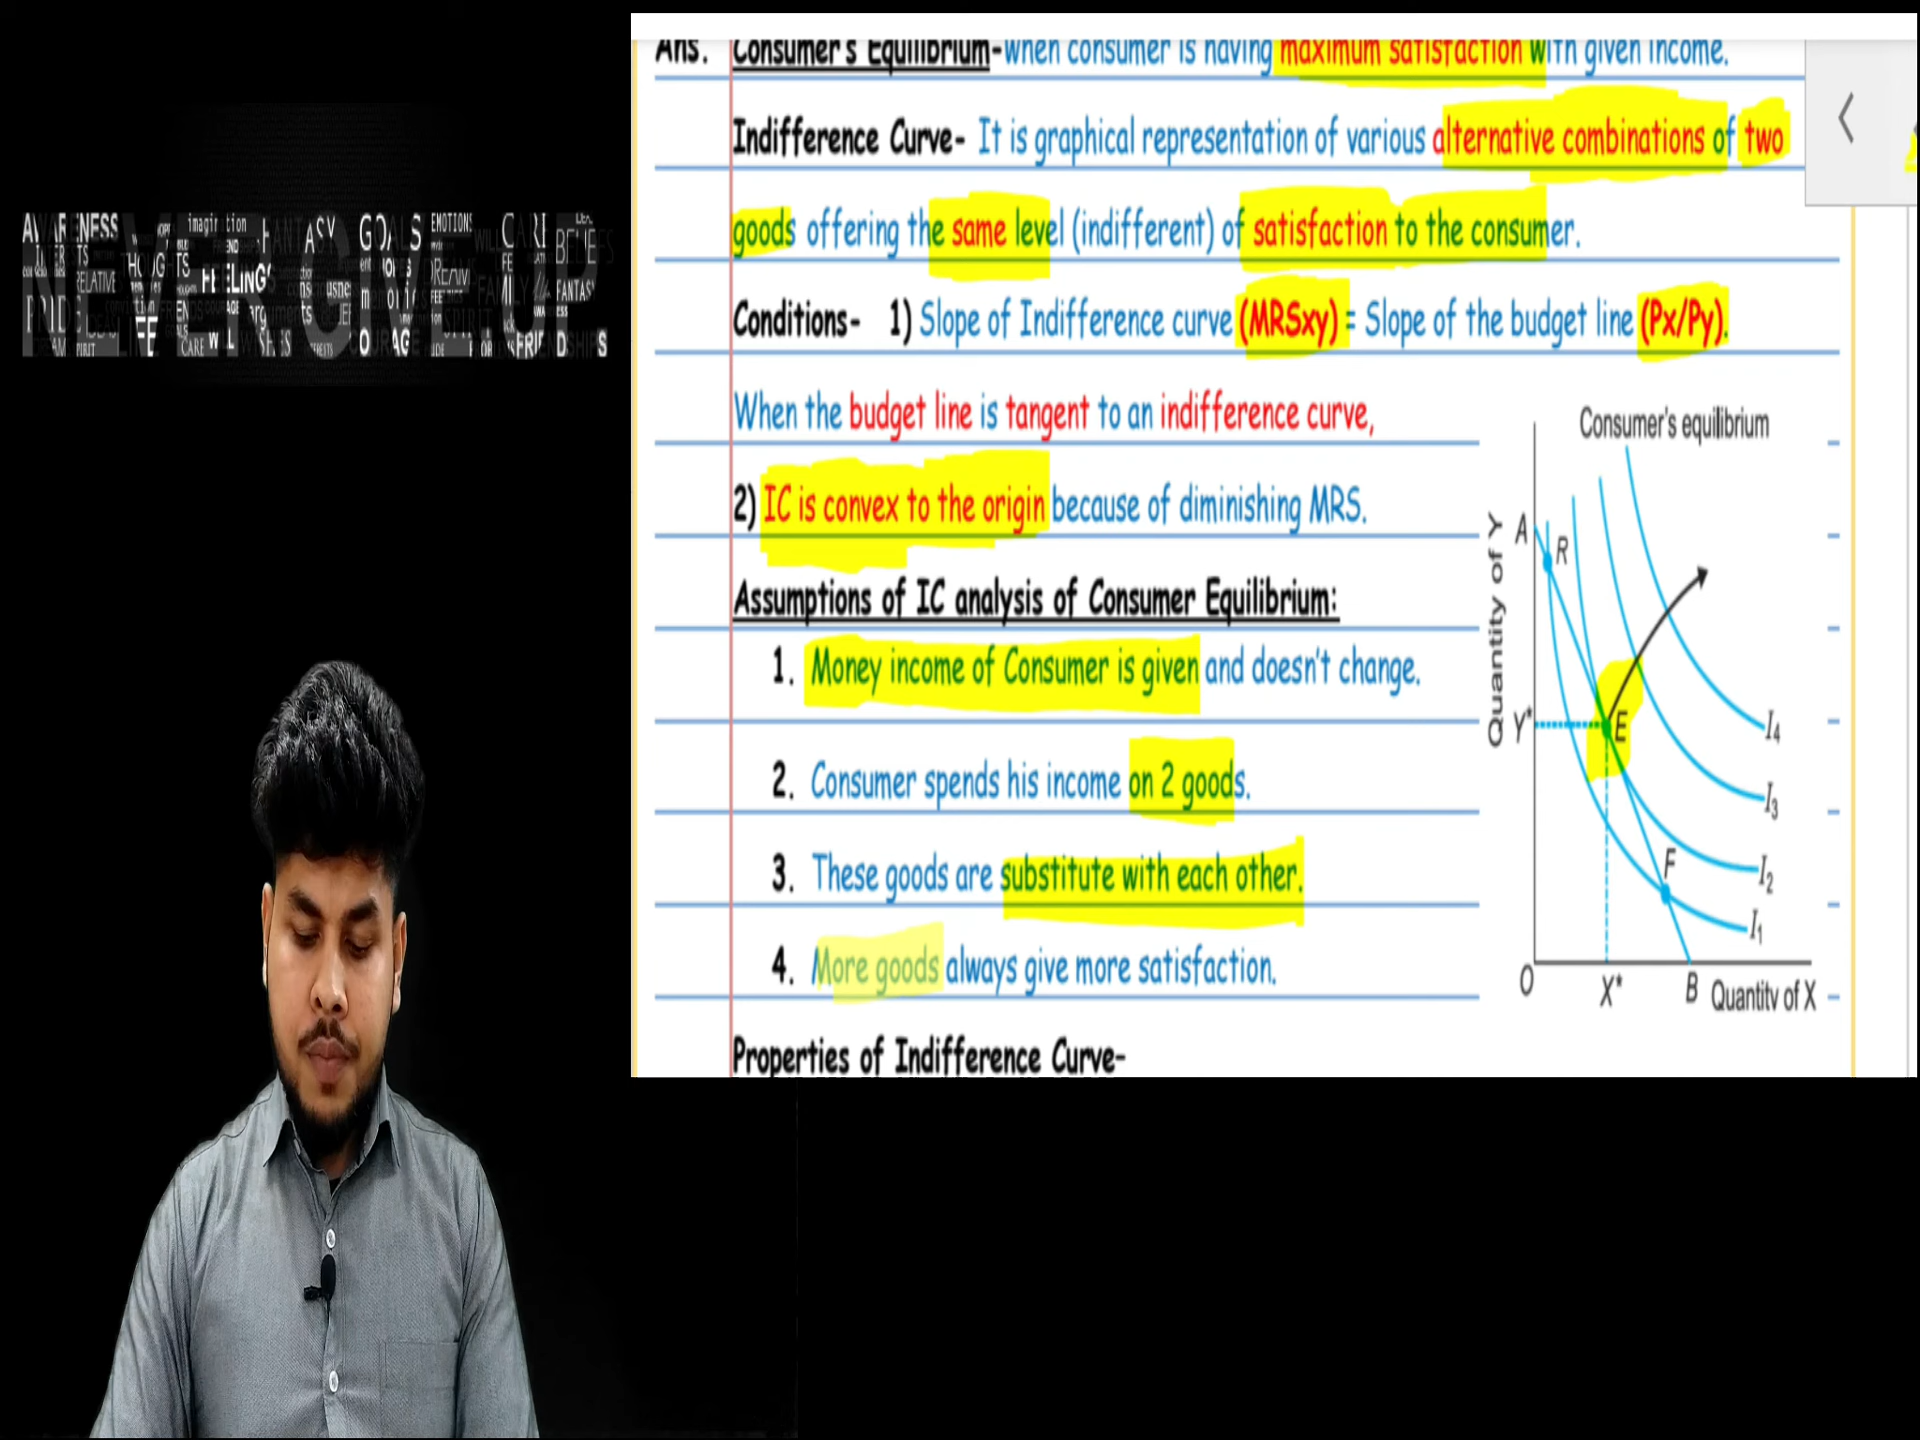 Ans. Consumer's Equilibrium-when consumer is having maximum satisfaction with given income.
Indifference Curve- It is graphical representation of various alternative combinations of two
goods offering the same level (indifferent) of satisfaction to the consumer.
Conditions- 1) Slope of Indifference curve (MRSxy) = Slope of the budget line (Px/Py).
When the budget line is tangent to an indifference curve,
2) IC is convex to the origin because of diminishing MRS.
Assumptions of IC analysis of Consumer Equilibrium:
1. Money income of Consumer is given and doesn't change.
2. Consumer spends his income on 2 goods.
3. These goods are substitute with each other.
4. More goods always give more satisfaction.
Properties of Indifference Curve-
Consumer's equilibrium
Quantity of Y
A
R
Y*
E
I4
I3
F
I2
I1
O
X*
B
Quantity of X
NEVER GIVE UP
FEELINGS
RELATIVE
EMOTIONS
CARE